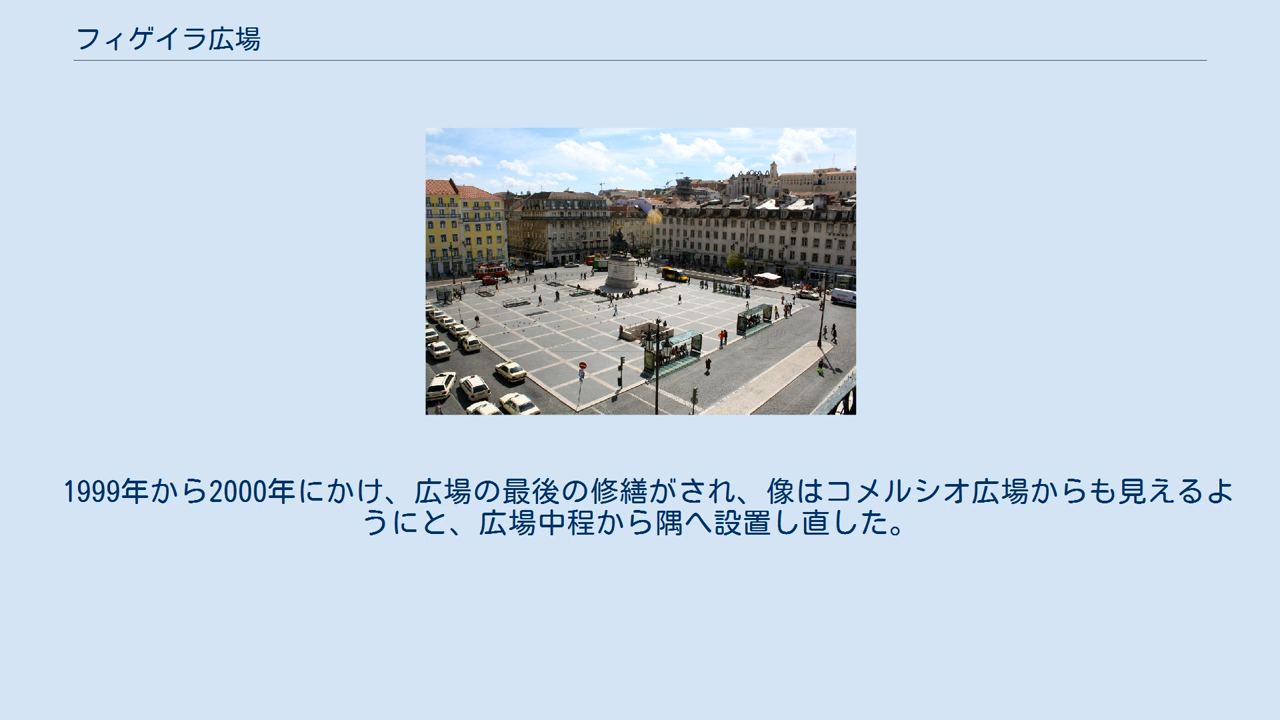 フィゲイラ広場
1999年から2000年にかけ、広場の最後の修繕がされ、像はコメルシオ広場からも見えるよ
うにと、広場中程から隅へ設置し直した。